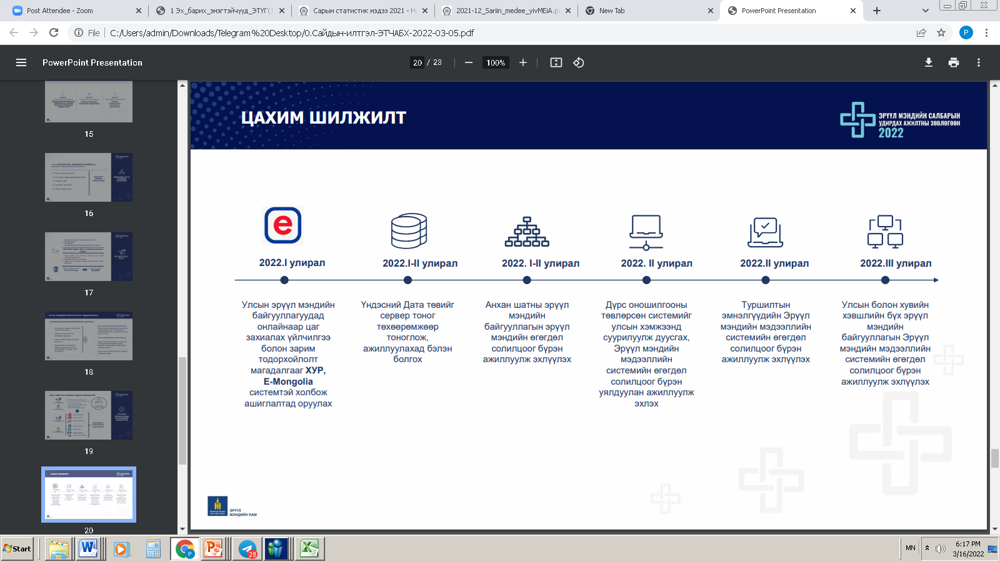 Post Attendee - Zoom
1 Эх_барих_эмэгтэйчүүд_ЭТҮГ(1
Сарын статистик мэдээ 2021 - Н
2021-12_Sariin_medee_yivMEiA.p
New Tab
PowerPoint Presentation
File
C:/Users/admin/Downloads/Telegram%20Desktop/0.Сайдын-илтгэл-ЭТЧАБХ-2022-03-05.pdf
P
PowerPoint Presentation
20 / 23
100%
15
16
17
18
19
20
ЦАХИМ ШИЛЖИЛТ
ЭРҮҮЛ МЭНДИЙН САЛБАРЫН
УДИРДАХ АЖИЛТНЫ ЗӨВЛӨГӨӨН
2022
e
2022.I улирал
Улсын эрүүл мэндийн
байгууллагуудад
онлайнаар цаг
захиалах үйлчилгээ
болон зарим
тодорхойлолт
магадалгааг ХУР,
E-Mongolia
системтэй холбож
ашиглалтад оруулах
2022.I-II улирал
Үндэсний Дата төвийг
сервер тоног
төхөөрөмжөөр
тоноглож,
ажиллуулахад бэлэн
болгох
2022. I-II улирал
Анхан шатны эрүүл
мэндийн
байгууллагын эрүүл
мэндийн өгөгдөл
солилцоог бүрэн
ажиллуулж эхлүүлэх
2022. II улирал
Дүрс оношилгооны
төвлөрсөн системийг
улсын хэмжээнд
суурилуулж дуусгах,
Эрүүл мэндийн
мэдээллийн
системийн өгөгдөл
солилцоог бүрэн
уялдуулан ажиллуулж
эхлэх
2022.II улирал
Туршилтын
эмнэлгүүдийн Эрүүл
мэндийн мэдээллийн
системийн өгөгдөл
солилцоог бүрэн
ажиллуулж эхлүүлэх
2022.III улирал
Улсын болон хувийн
хэвшлийн бүх эрүүл
мэндийн
байгууллагын Эрүүл
мэндийн мэдээллийн
системийн өгөгдөл
солилцоог бүрэн
ажиллуулж эхлүүлэх
ЭРҮҮЛ
МЭНДИЙН ЯАМ
Start
28
MN
6:17 PM
3/16/2022